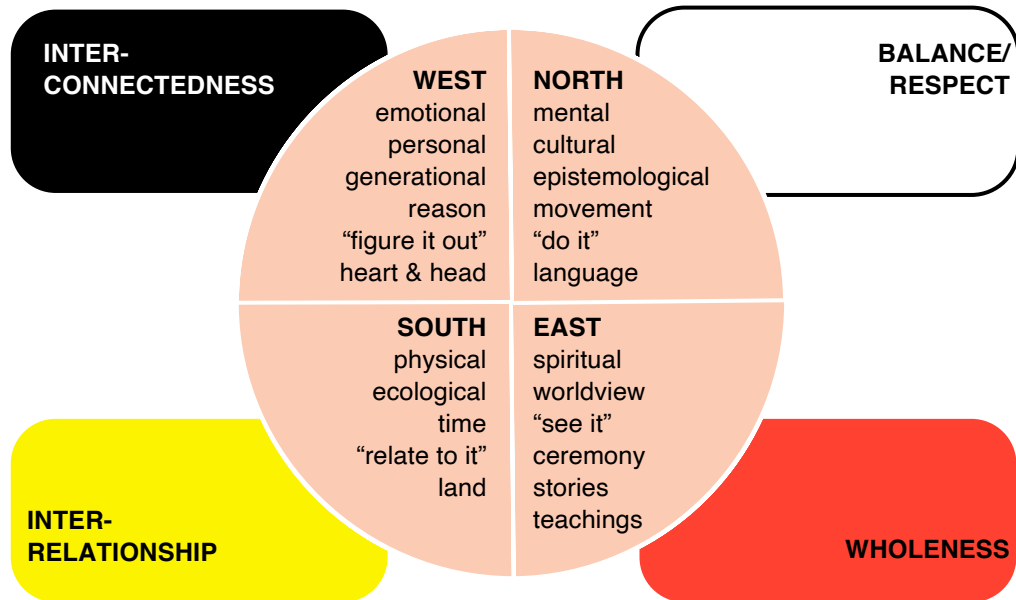 INTER-
CONNECTEDNESS
WEST
emotional
personal
generational
reason
“figure it out”
heart & head
NORTH
mental
cultural
epistemological
movement
“do it”
language
BALANCE/
RESPECT
INTER-
RELATIONSHIP
SOUTH
physical
ecological
time
“relate to it”
land
EAST
spiritual
worldview
“see it”
ceremony
stories
teachings
WHOLENESS